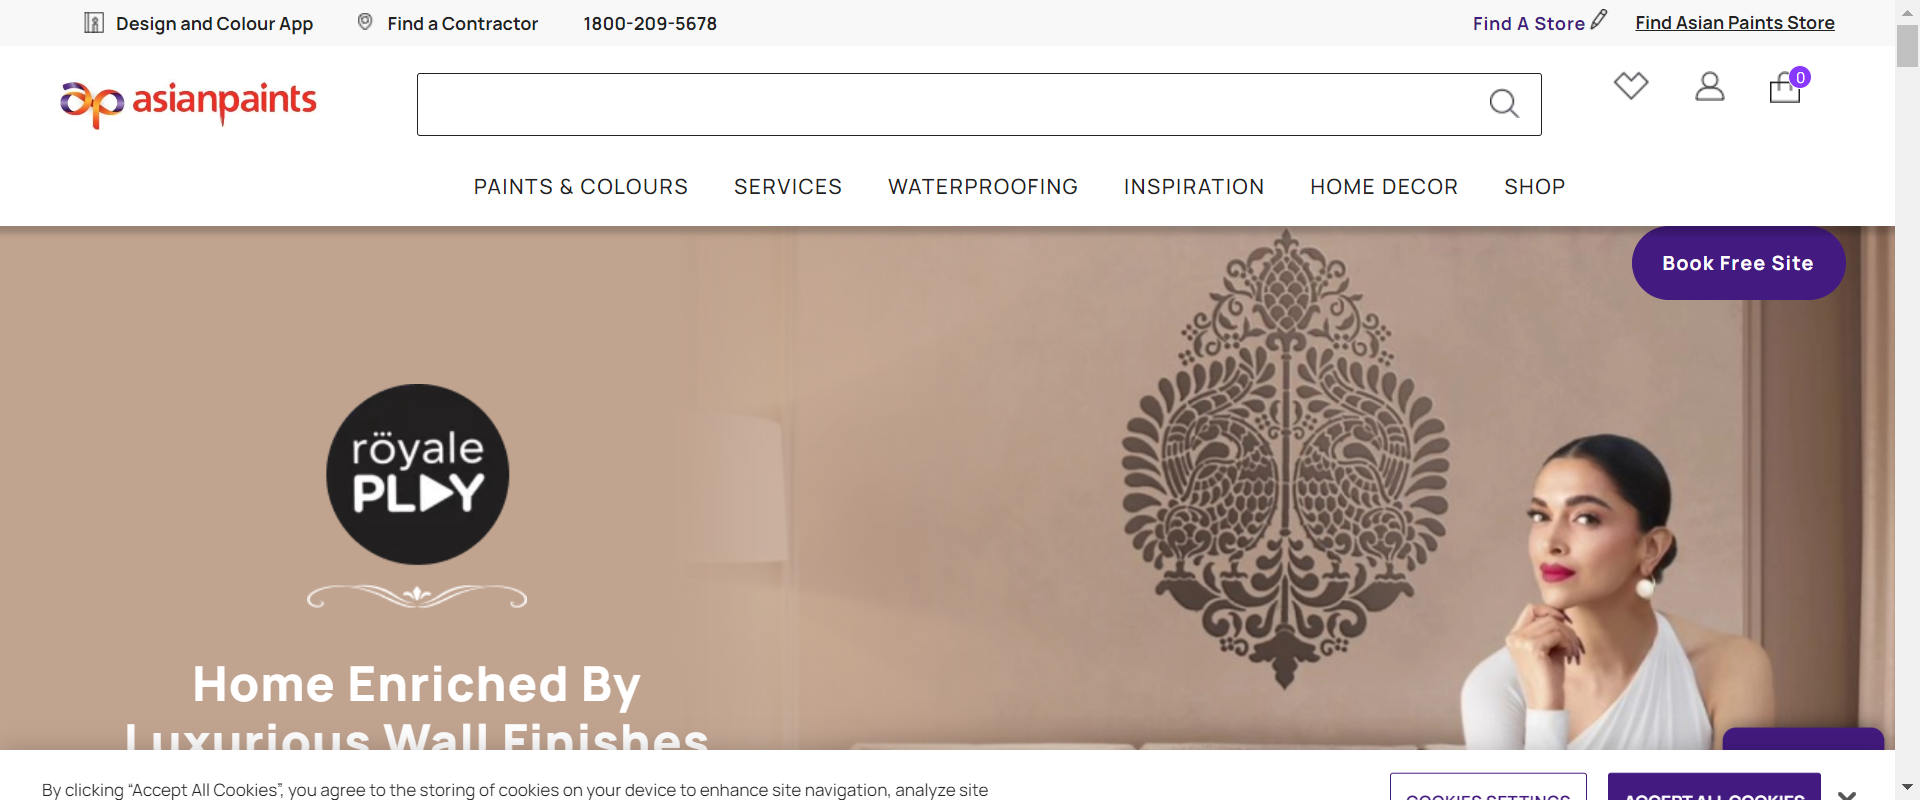 Design and Colour App
Find a Contractor
1800-209-5678
Find A Store
Find Asian Paints Store
asianpaints
0
PAINTS & COLOURS
SERVICES
WATERPROOFING
INSPIRATION
HOME DECOR
SHOP
Book Free Site
röyale
PLAY
Home Enriched By
Luxurious Wall Finishes
By clicking “Accept All Cookies”, you agree to the storing of cookies on your device to enhance site navigation, analyze site
COOKIES SETTINGS
ACCEPT ALL COOKIES